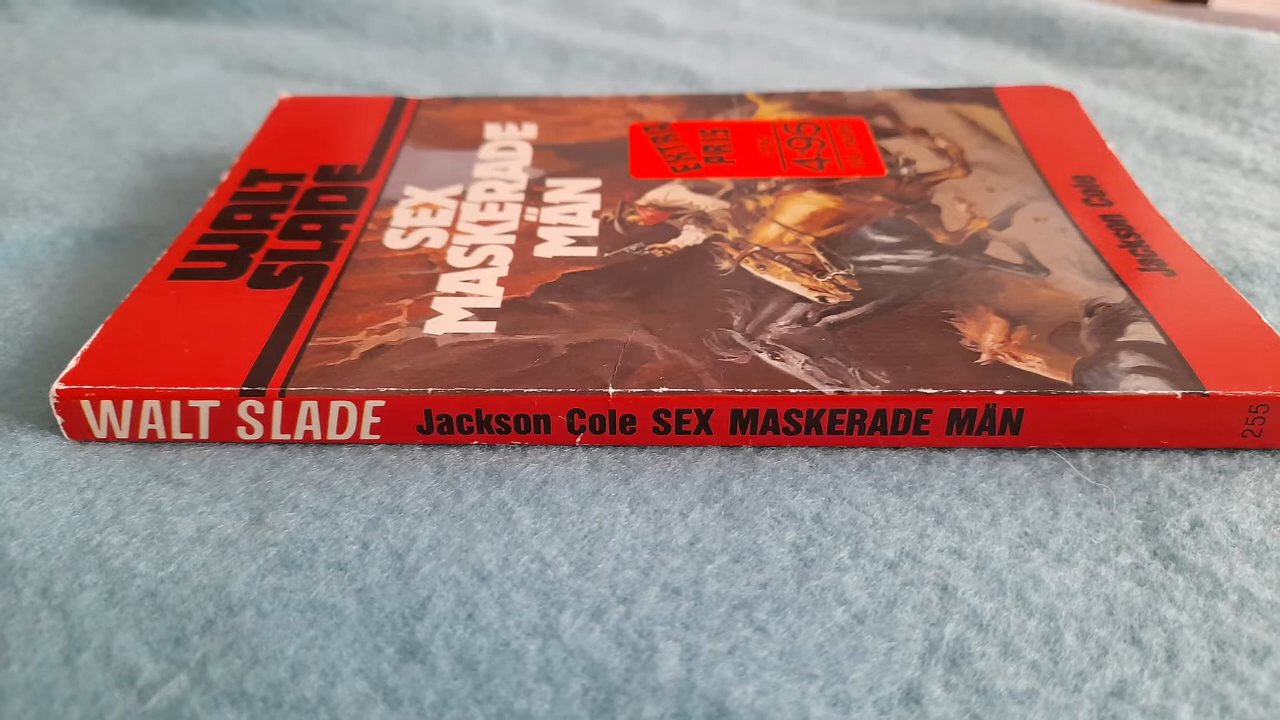 WALT
SLADE
SEX
MASKERADE
MÄN
EXTRA
PRIS
4:95
Jackson Cole
WALT SLADE Jackson Cole SEX MASKERADE MÄN 255